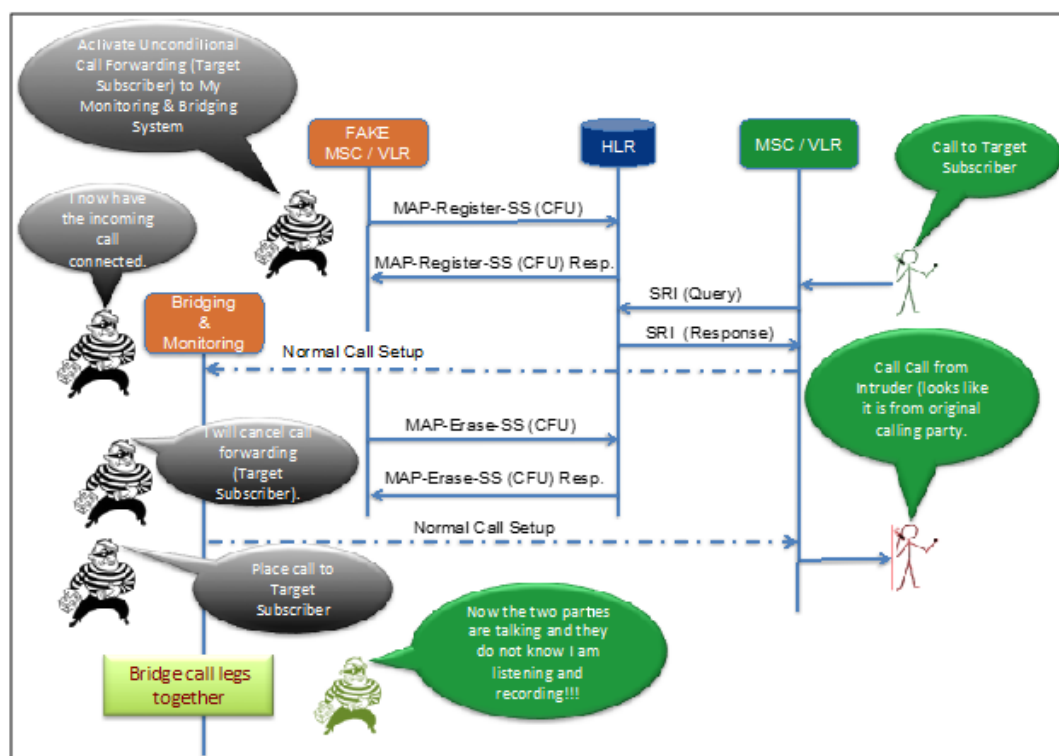 Activate Unconditional
Call Forwarding (Target
Subscriber) to My
Monitoring & Bridging
System
FAKE
MSC / VLR
HLR
MSC / VLR
Call to Target
Subscriber
I now have
the incoming
call
connected.
MAP-Register-SS (CFU)
MAP-Register-SS (CFU) Resp.
SRI (Query)
SRI (Response)
Bridging
&
Monitoring
Normal Call Setup
Call Call from
Intruder (looks like
it is from original
calling party.
I will cancel call
forwarding
(Target
Subscriber).
MAP-Erase-SS (CFU)
MAP-Erase-SS (CFU) Resp.
Normal Call Setup
Place call to
Target
Subscriber
Now the two parties
are talking and they
do not know I am
listening and
recording!!!
Bridge call legs
together